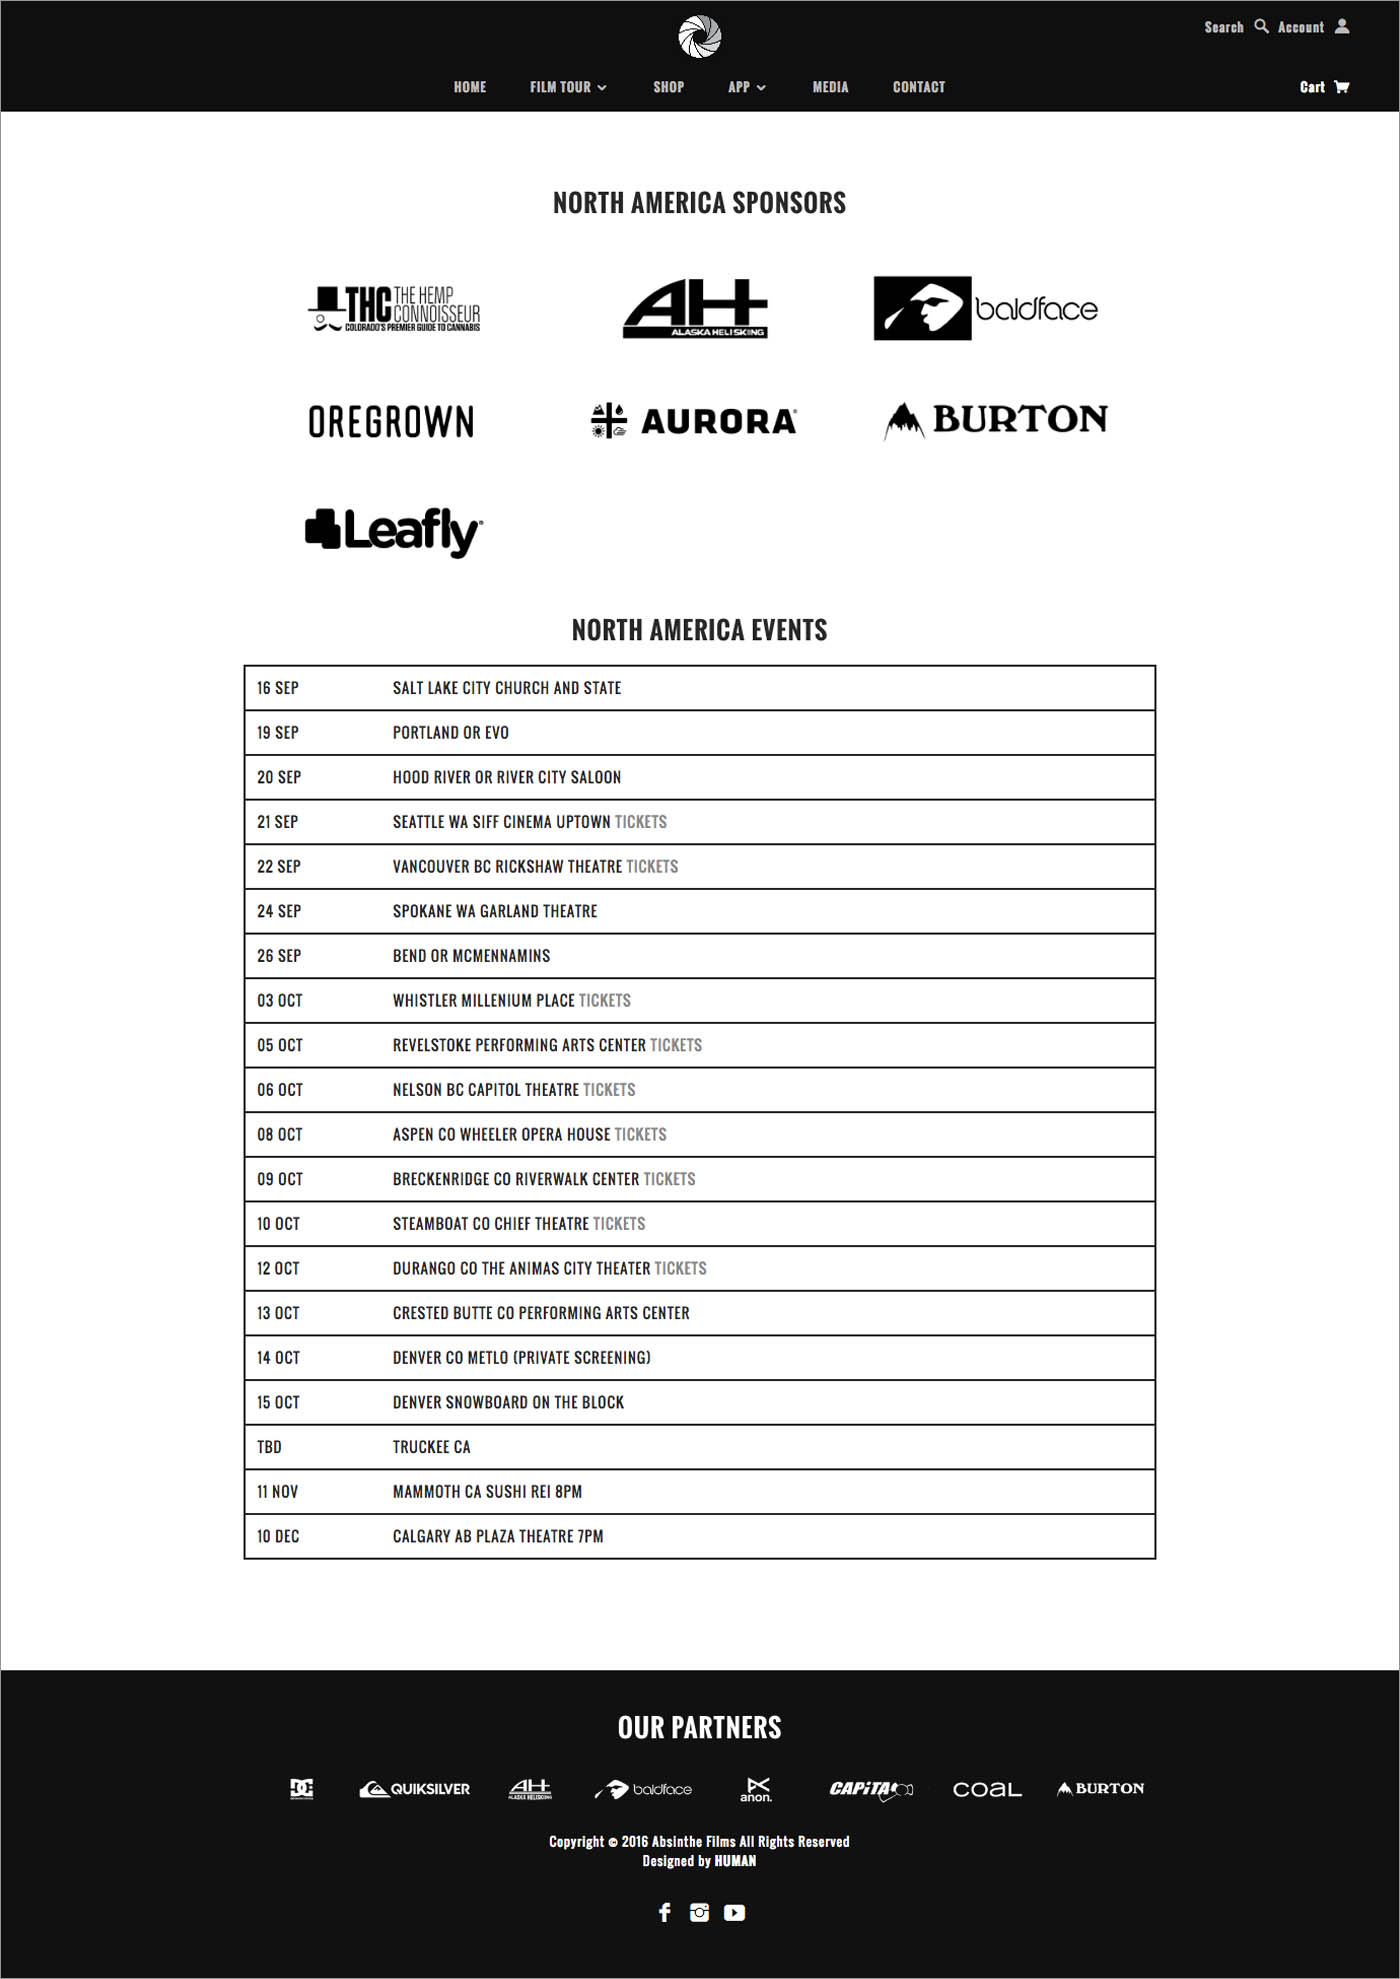 Search Account
HOME FILM TOUR SHOP APP MEDIA CONTACT Cart
NORTH AMERICA SPONSORS
THC THE HEMP CONNOISSEUR
COLORADO'S PREMIER GUIDE TO CANNABIS
AH
ALASKA HELISKIING
baldface
OREGROWN
AURORA
BURTON
Leafly
NORTH AMERICA EVENTS
16 SEP SALT LAKE CITY CHURCH AND STATE
19 SEP PORTLAND OR EVO
20 SEP HOOD RIVER OR RIVER CITY SALOON
21 SEP SEATTLE WA SIFF CINEMA UPTOWN TICKETS
22 SEP VANCOUVER BC RICKSHAW THEATRE TICKETS
24 SEP SPOKANE WA GARLAND THEATRE
26 SEP BEND OR MCMENNAMINS
03 OCT WHISTLER MILLENIUM PLACE TICKETS
05 OCT REVELSTOKE PERFORMING ARTS CENTER TICKETS
06 OCT NELSON BC CAPITOL THEATRE TICKETS
08 OCT ASPEN CO WHEELER OPERA HOUSE TICKETS
09 OCT BRECKENRIDGE CO RIVERWALK CENTER TICKETS
10 OCT STEAMBOAT CO CHIEF THEATRE TICKETS
12 OCT DURANGO CO THE ANIMAS CITY THEATER TICKETS
13 OCT CRESTED BUTTE CO PERFORMING ARTS CENTER
14 OCT DENVER CO METLO (PRIVATE SCREENING)
15 OCT DENVER SNOWBOARD ON THE BLOCK
TBD TRUCKEE CA
11 NOV MAMMOTH CA SUSHI REI 8PM
10 DEC CALGARY AB PLAZA THEATRE 7PM
OUR PARTNERS
DC QUIKSILVER AH ALASKA HELISKIING baldface anon. CAPiTA COAL BURTON
Copyright © 2016 Absinthe Films All Rights Reserved
Designed by HUMAN